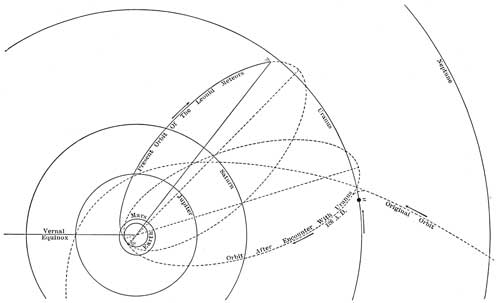 Neptune
Uranus
Present Orbit Of The Leonid Meteors
Saturn
Jupiter
Mars
Earth
Vernal
Equinox
Original Orbit
Orbit After Encounter With Uranus
126 A.D.